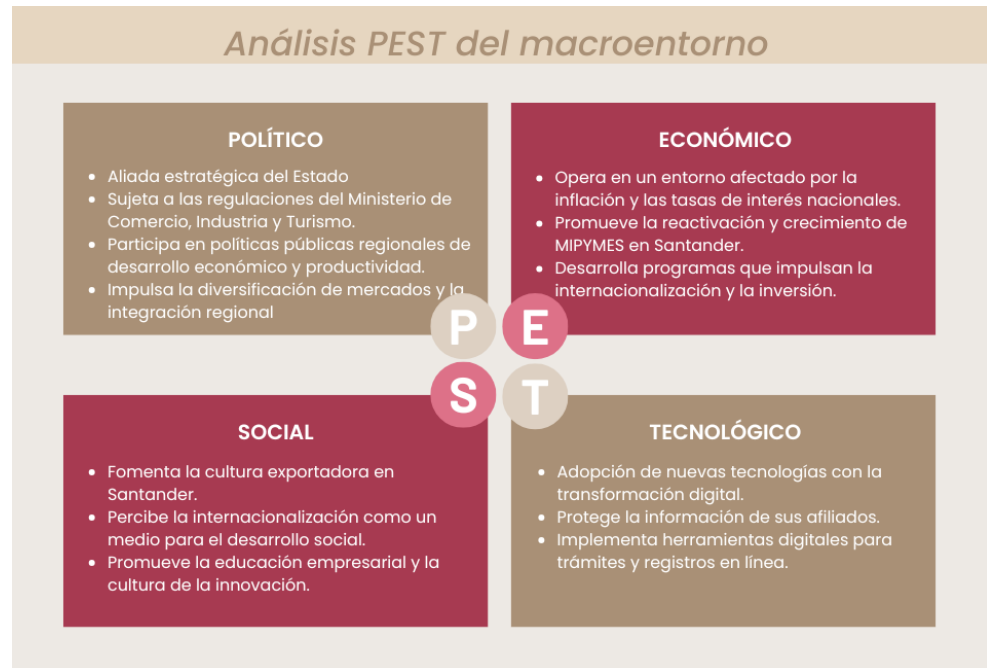 Análisis PEST del macroentorno
POLÍTICO
• Aliada estratégica del Estado
• Sujeta a las regulaciones del Ministerio de
Comercio, Industria y Turismo.
• Participa en políticas públicas regionales de
desarrollo económico y productividad.
• Impulsa la diversificación de mercados y la
integración regional
ECONÓMICO
• Opera en un entorno afectado por la
inflación y las tasas de interés nacionales.
• Promueve la reactivación y crecimiento de
MIPYMES en Santander.
• Desarrolla programas que impulsan la
internacionalización y la inversión.
P E
S T
SOCIAL
• Fomenta la cultura exportadora en
Santander.
• Percibe la internacionalización como un
medio para el desarrollo social.
• Promueve la educación empresarial y la
cultura de la innovación.
TECNOLÓGICO
• Adopción de nuevas tecnologías con la
transformación digital.
• Protege la información de sus afiliados.
• Implementa herramientas digitales para
trámites y registros en línea.